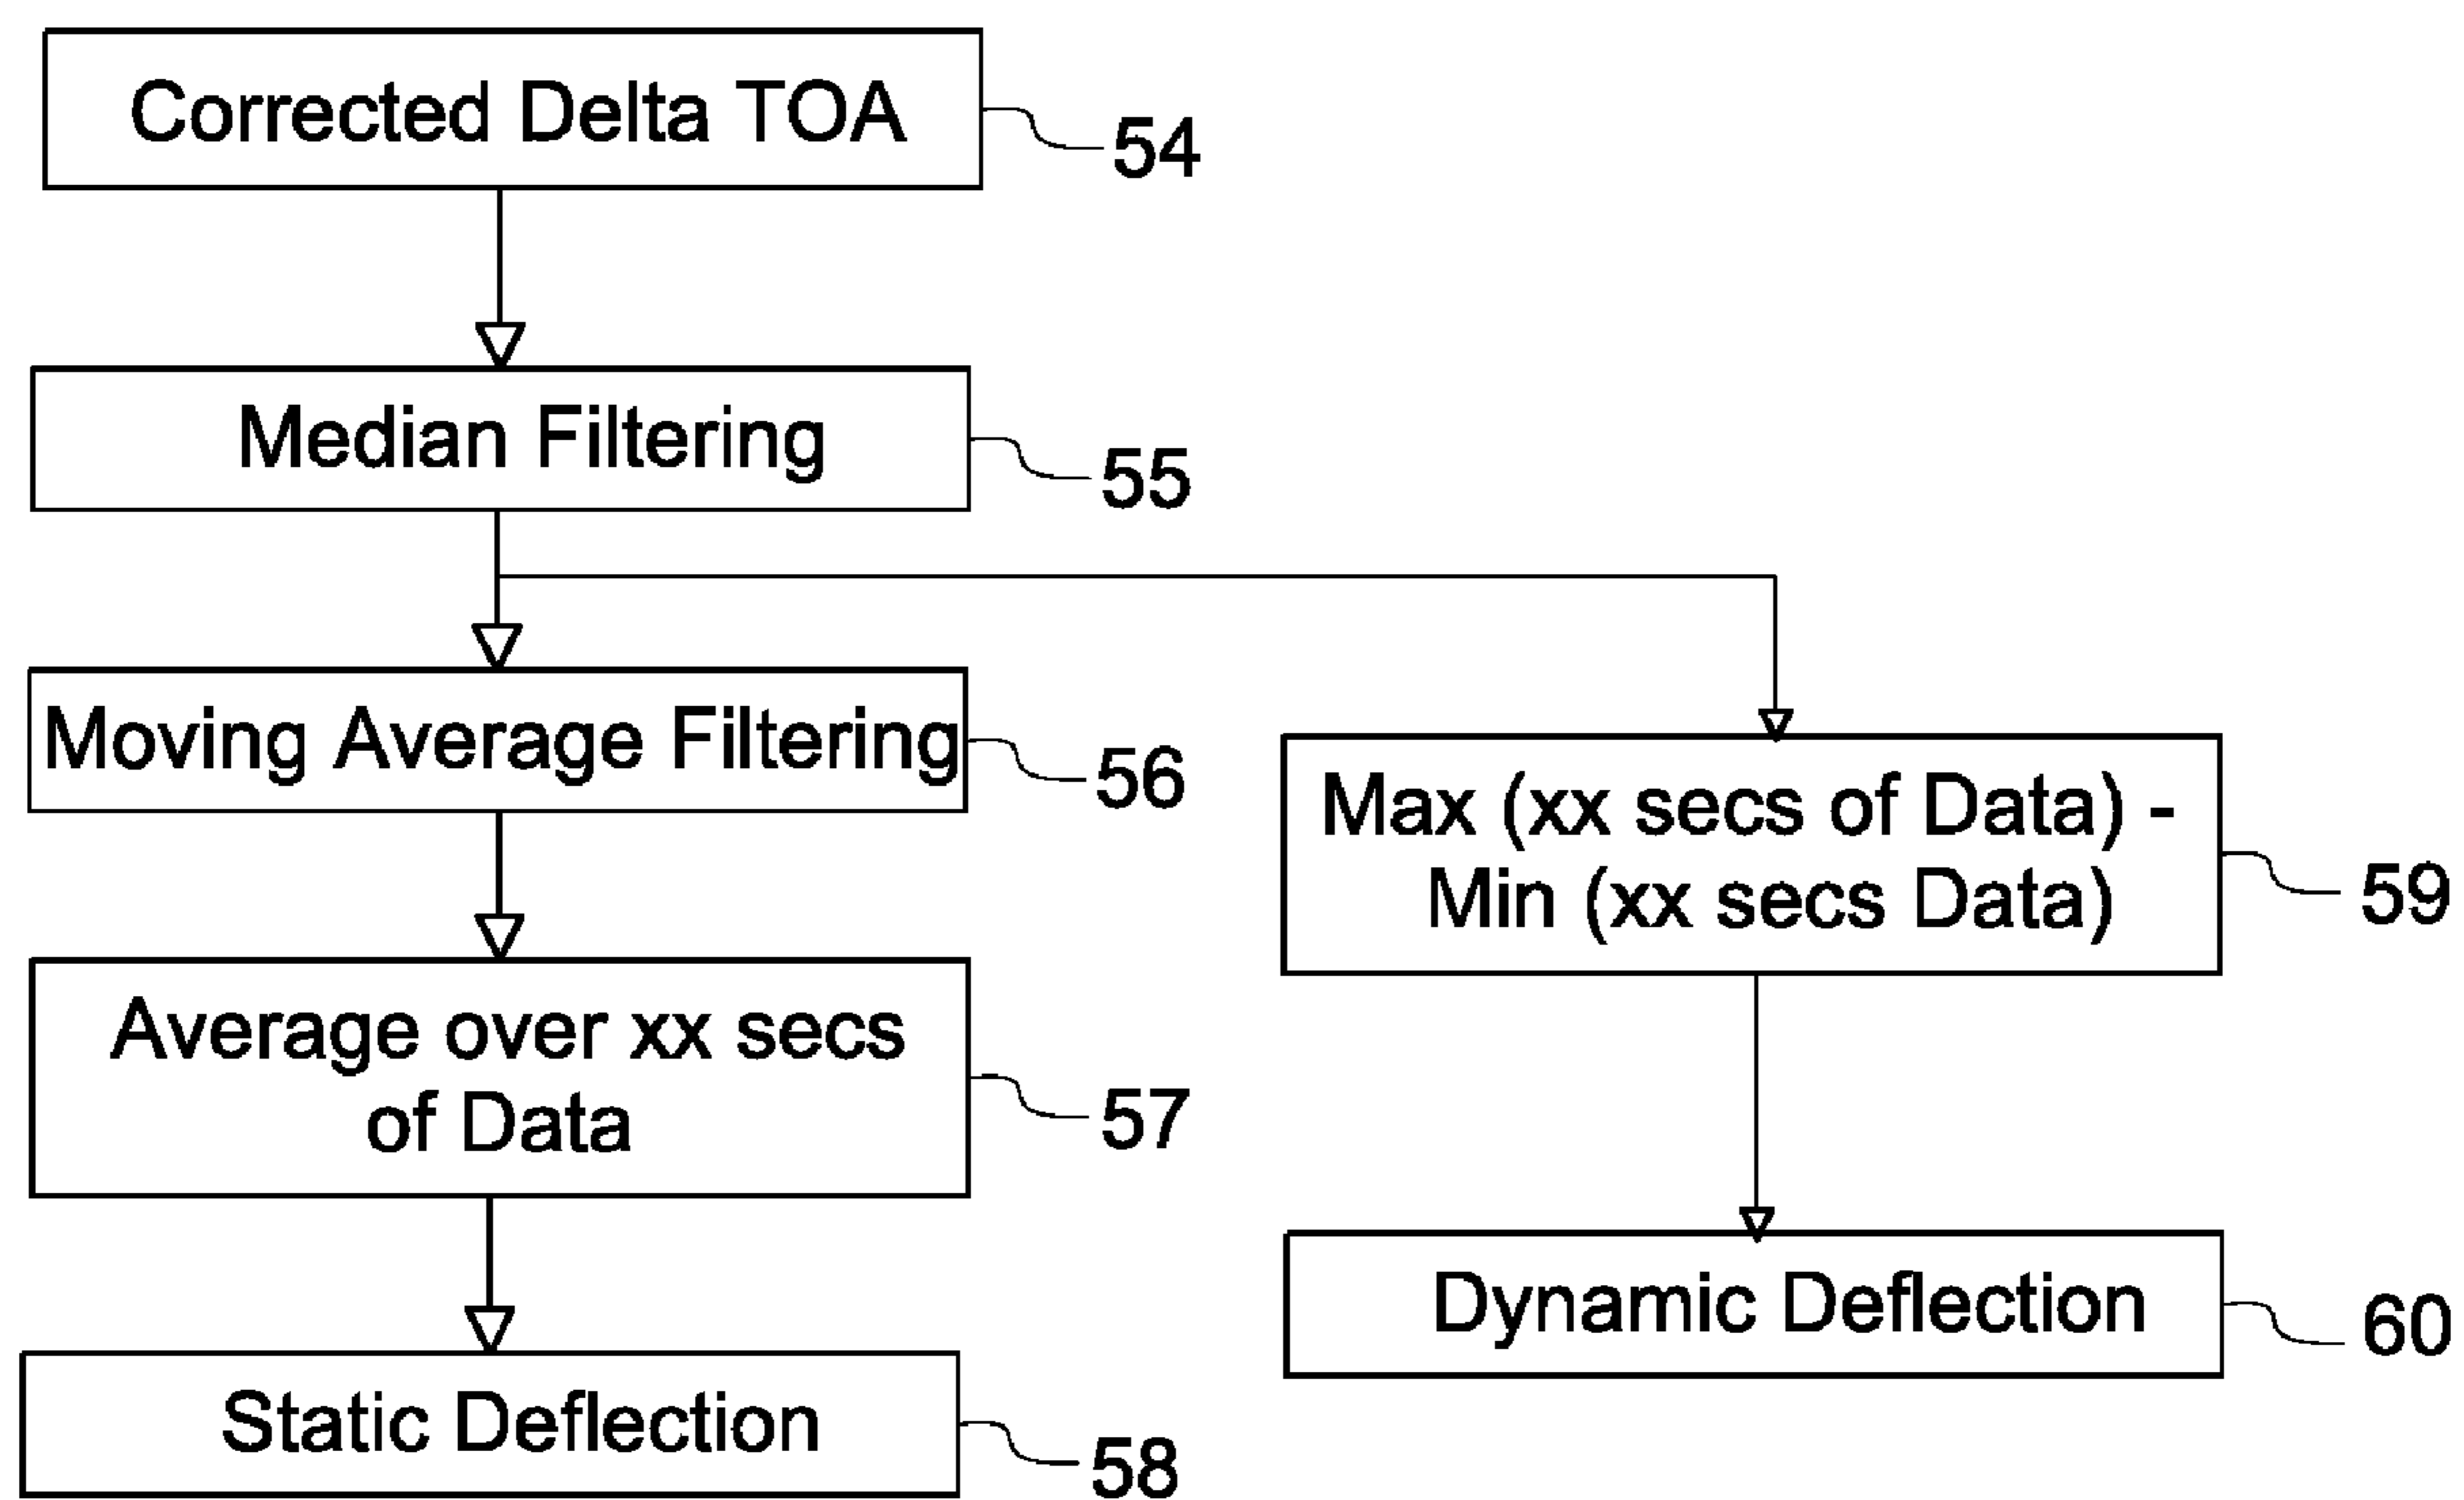 Corrected Delta TOA
54
Median Filtering
55
Moving Average Filtering
56
Average over xx secs
of Data
57
Static Deflection
58
Max (xx secs of Data) -
Min (xx secs Data)
59
Dynamic Deflection
60